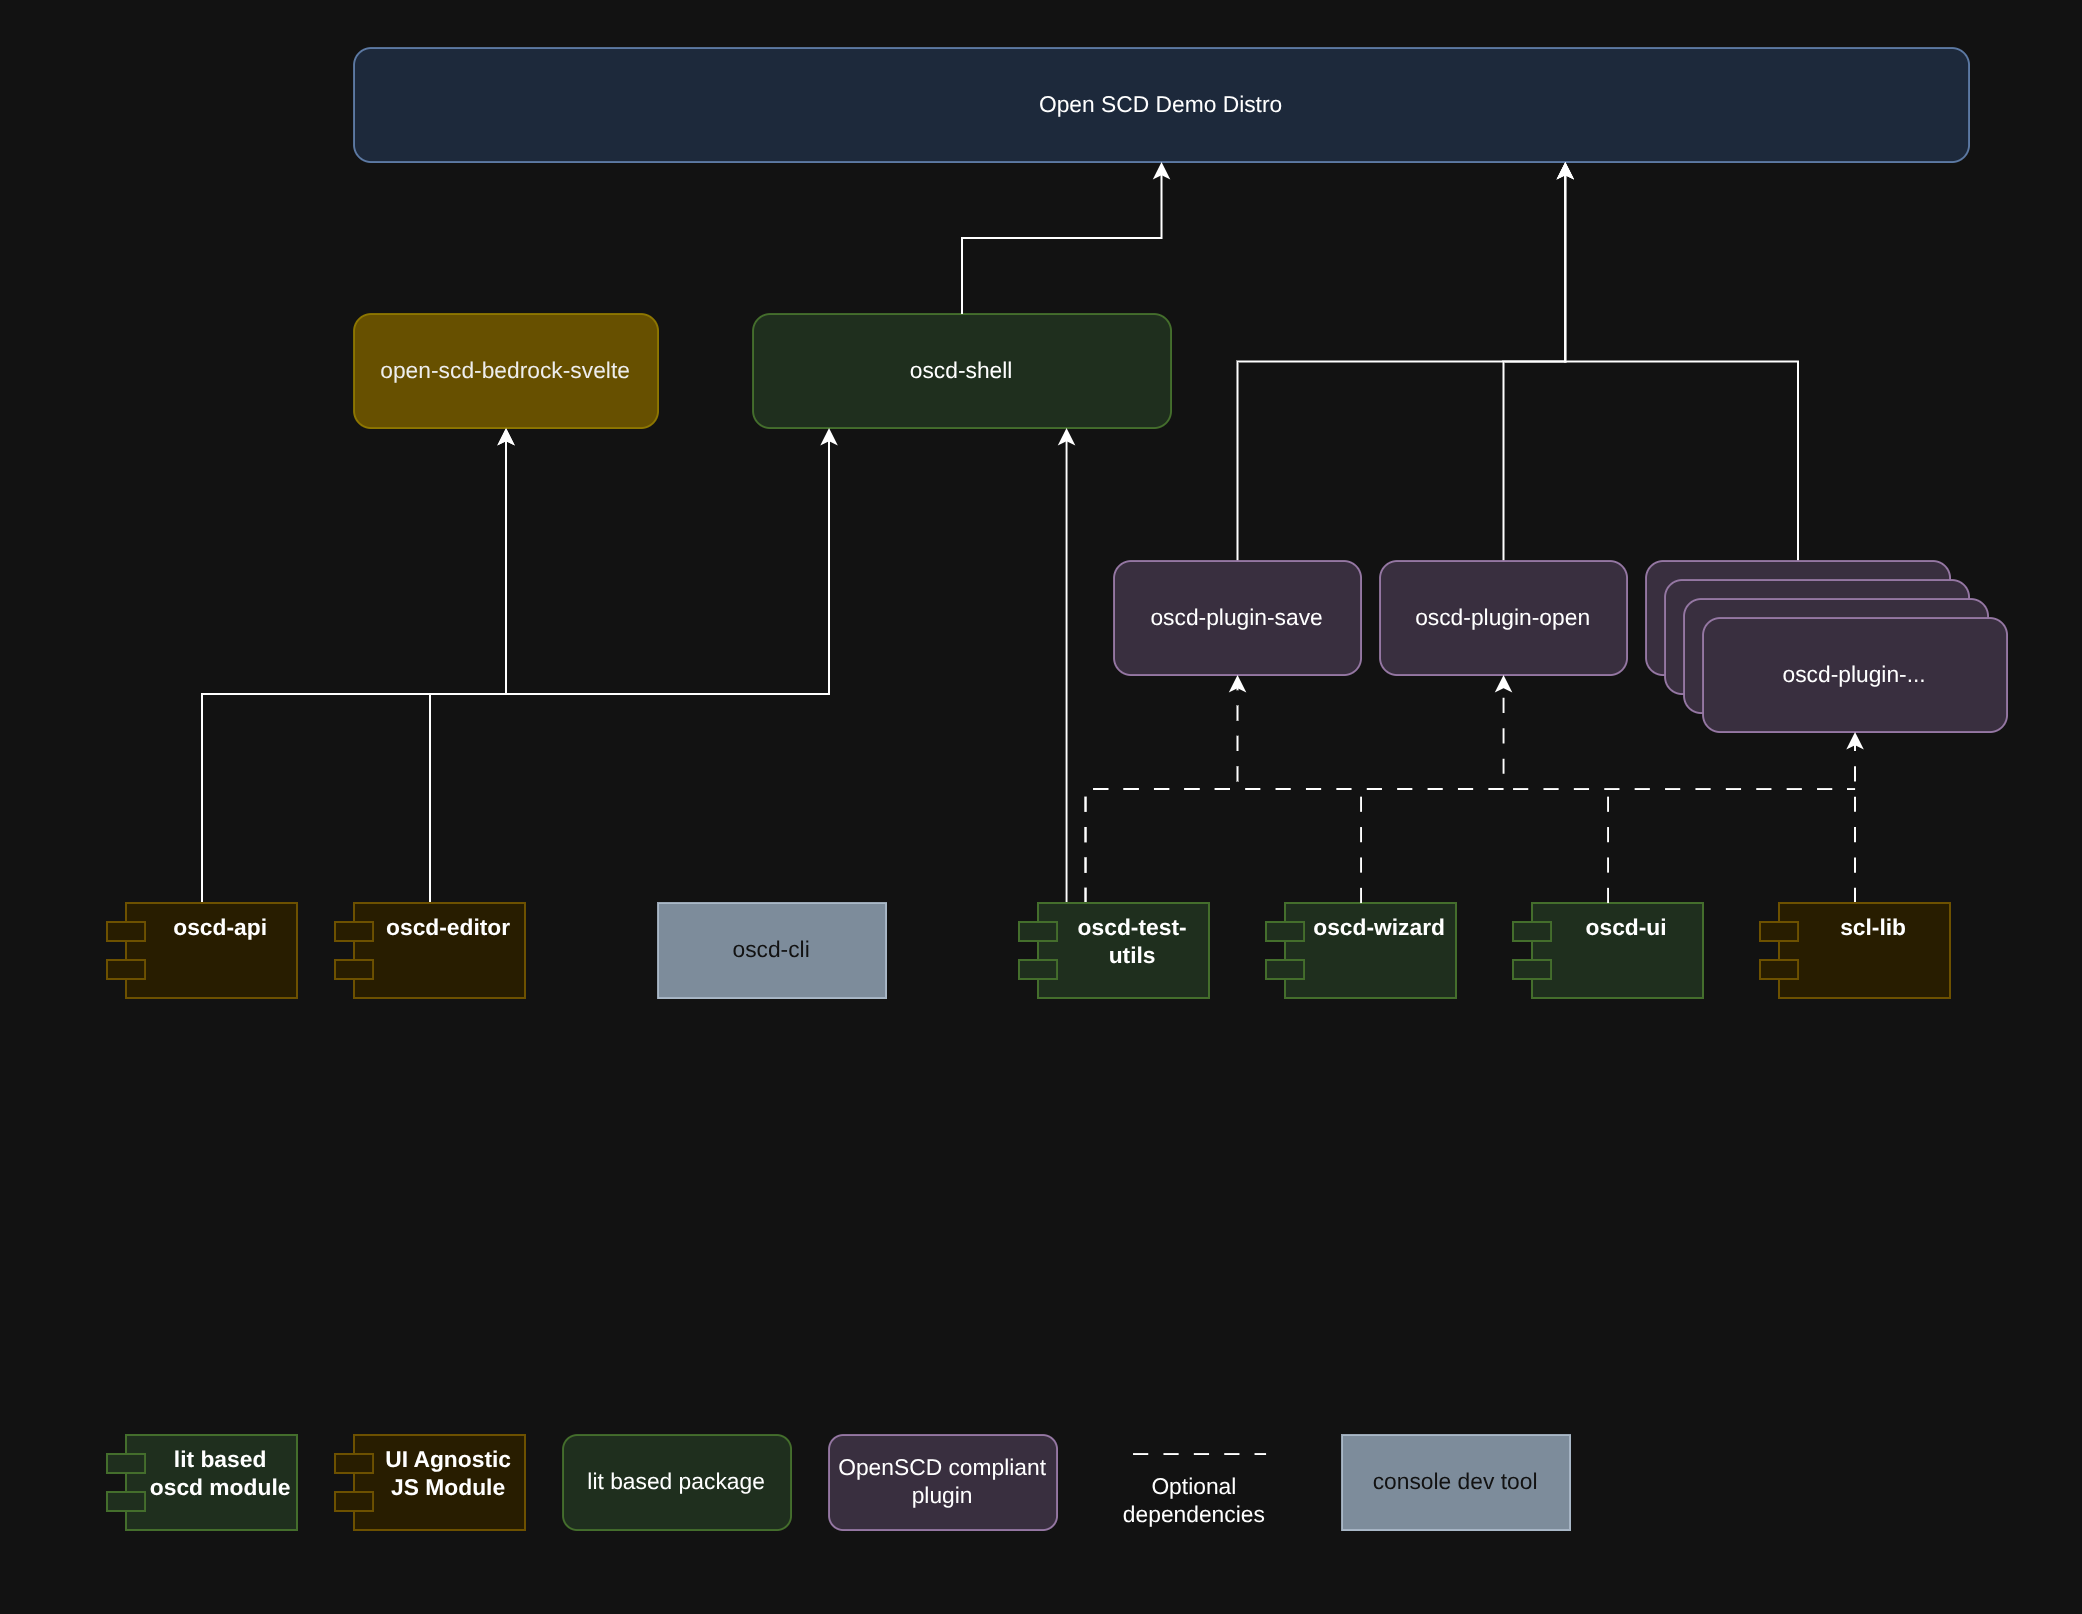 Open SCD Demo Distro
open-scd-bedrock-svelte
oscd-shell
oscd-plugin-save
oscd-plugin-open
oscd-plugin-...
oscd-api
oscd-editor
oscd-cli
oscd-test-
utils
oscd-wizard
oscd-ui
scl-lib
lit based
oscd module
UI Agnostic
JS Module
lit based package
OpenSCD compliant
plugin
Optional
dependencies
console dev tool